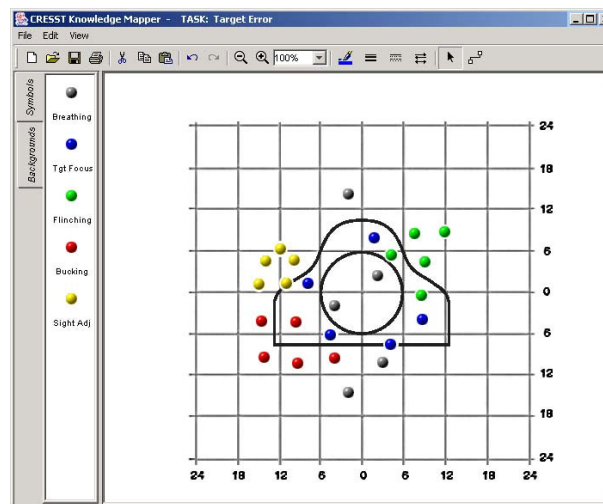 CRESST Knowledge Mapper - TASK: Target Error
File Edit View
100%
Symbols
Backgrounds
Breathing
Tgt Focus
Flinching
Bucking
Sight Adj
24
18
12
6
0
6
12
18
24
24 18 12 6 0 6 12 18 24